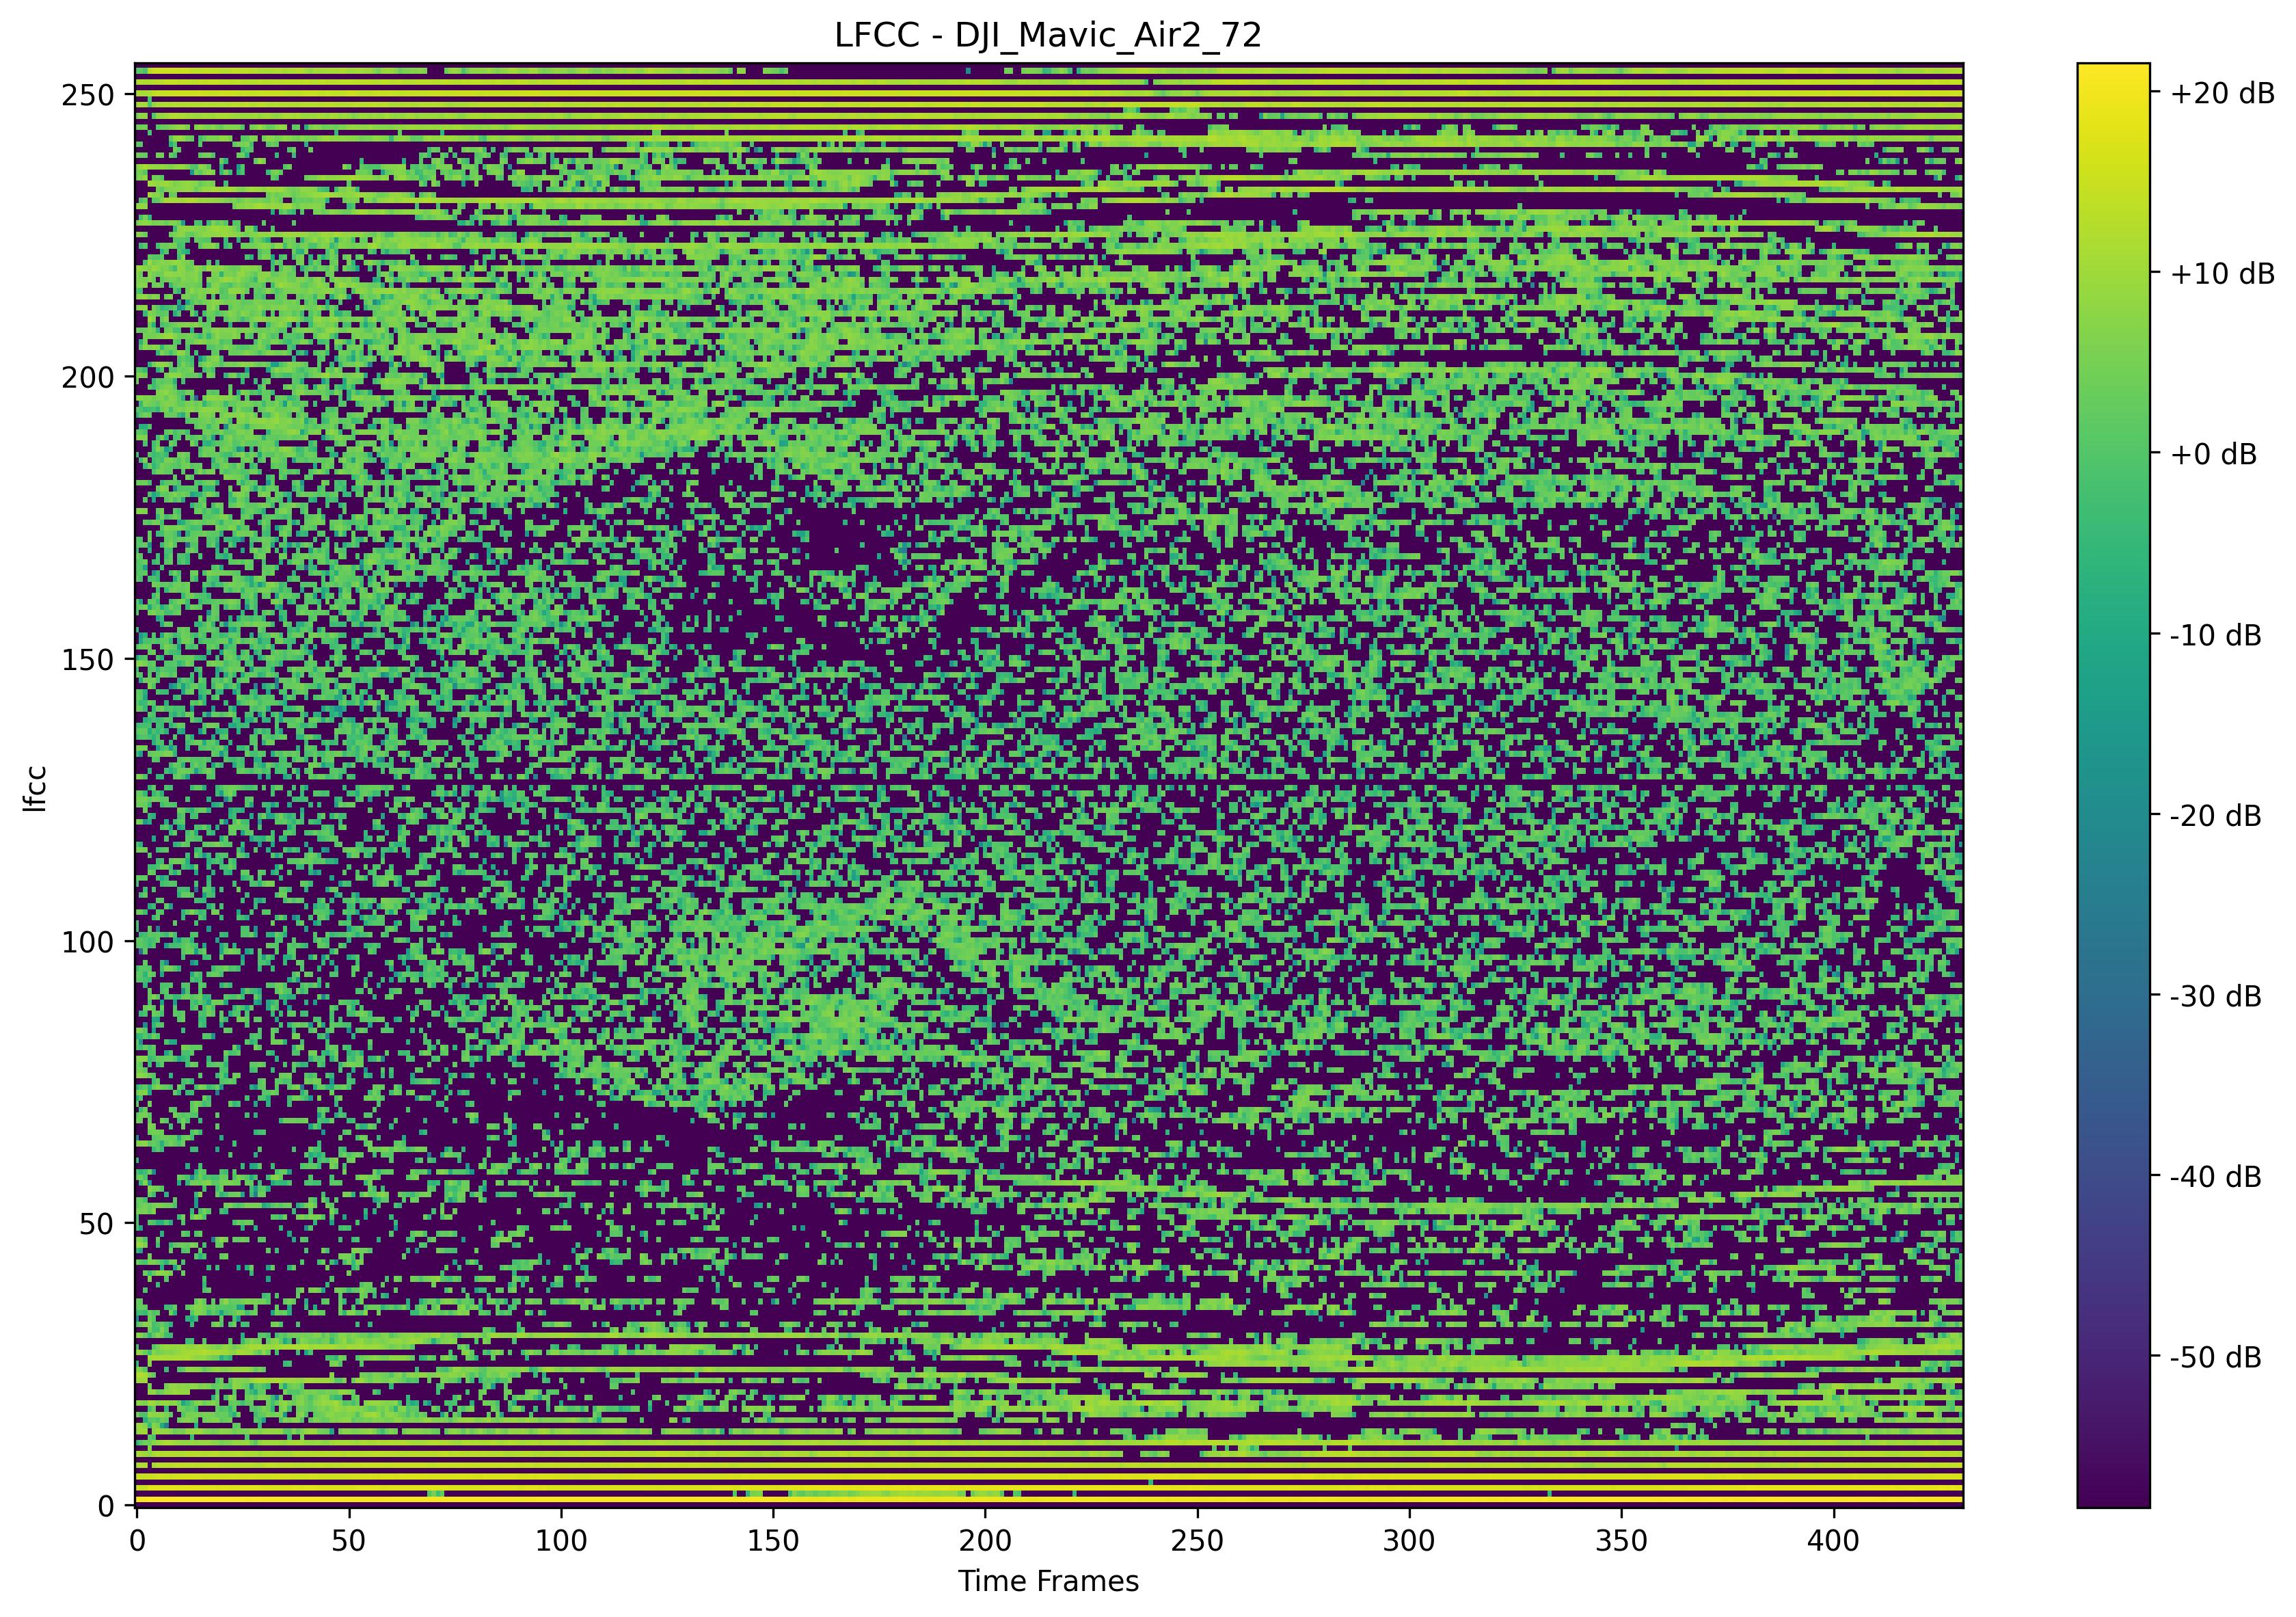 LFCC - DJI_Mavic_Air2_72
250
200
150
100
50
0
lfcc
0 50 100 150 200 250 300 350 400
Time Frames
+20 dB
+10 dB
+0 dB
-10 dB
-20 dB
-30 dB
-40 dB
-50 dB